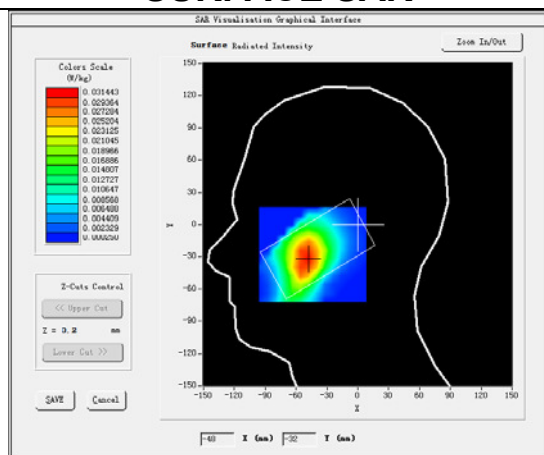 SURFACE SAR
SAR Visualisation Graphical Interface
Surface Radiated Intensity
Zoom In/Out
Colors Scale
(W/kg)
0.031443
0.029364
0.027284
0.025204
0.023125
0.021045
0.018966
0.016886
0.014807
0.012727
0.010647
0.008568
0.006488
0.004409
0.002329
0.000250
150
120
90
60
30
0
-30
-60
-90
-120
-150
Y
-150 -120 -90 -60 -30 0 30 60 90 120 150
X
Z-Cuts Control
<< Upper Cut
Z = 3.2 mm
Lower Cut >>
SAVE Cancel
-48 X (mm) -32 Y (mm)